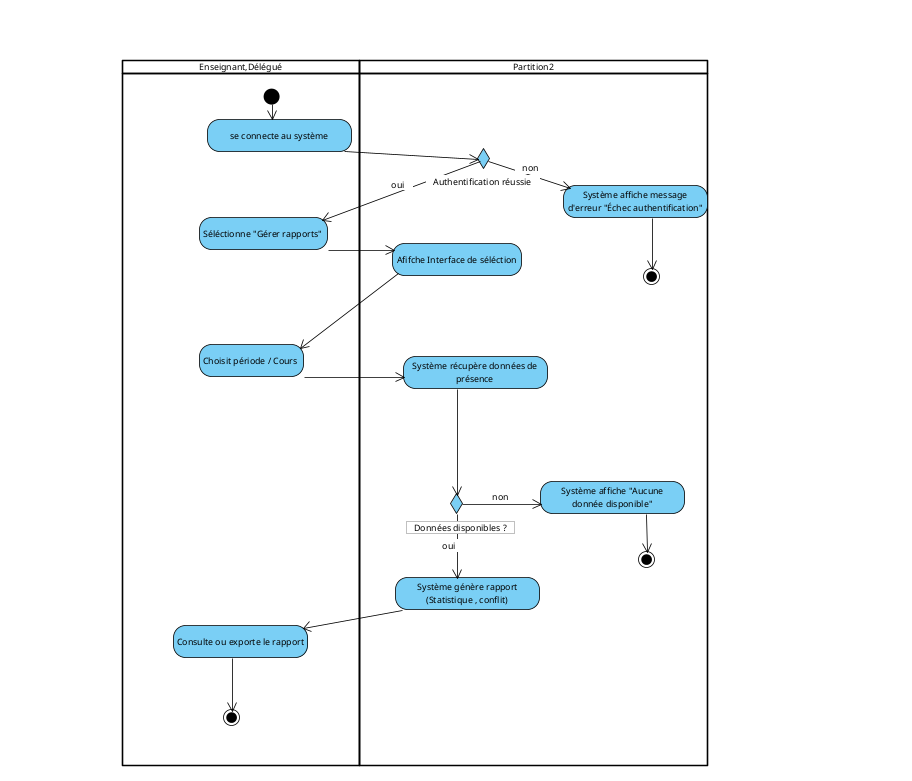 Enseignant,Délégué
Partition2
se connecte au système
non
Authentification réussie
oui
Système affiche message
d'erreur "Échec authentification"
Séléctionne "Gérer rapports"
Afifche Interface de séléction
Choisit période / Cours
Système récupère données de
présence
non
Système affiche "Aucune
donnée disponible"
Données disponibles ?
oui
Système génère rapport
(Statistique , conflit)
Consulte ou exporte le rapport